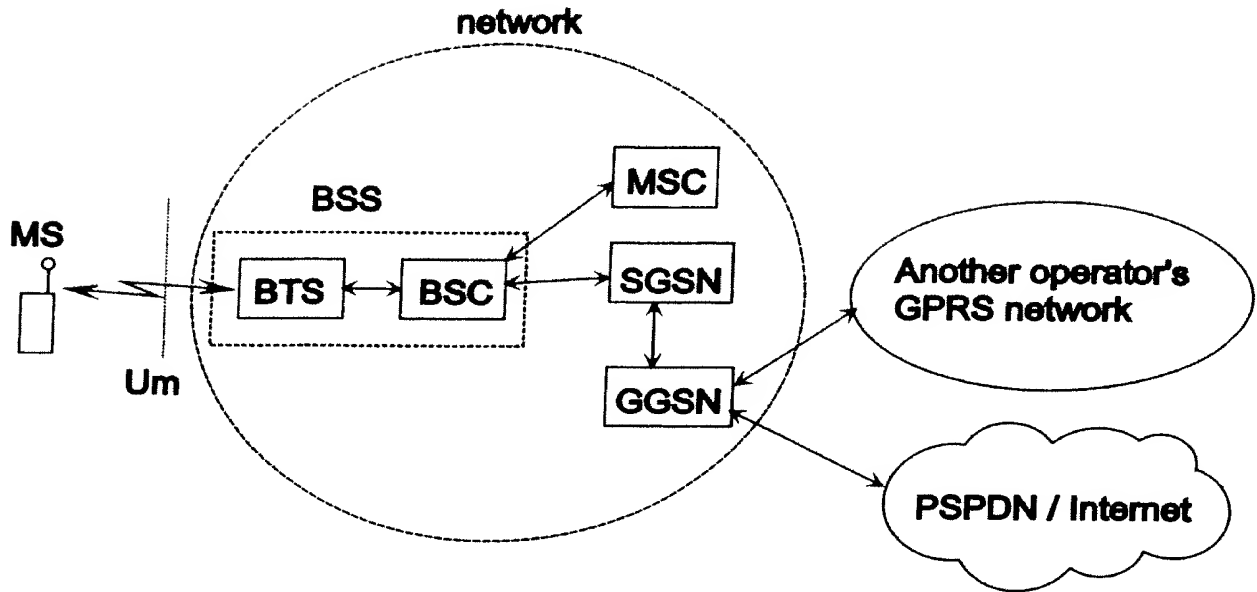 network
MSC
BSS
MS
BTS
BSC
SGSN
Another operator's
GPRS network
Um
GGSN
PSPDN / Internet